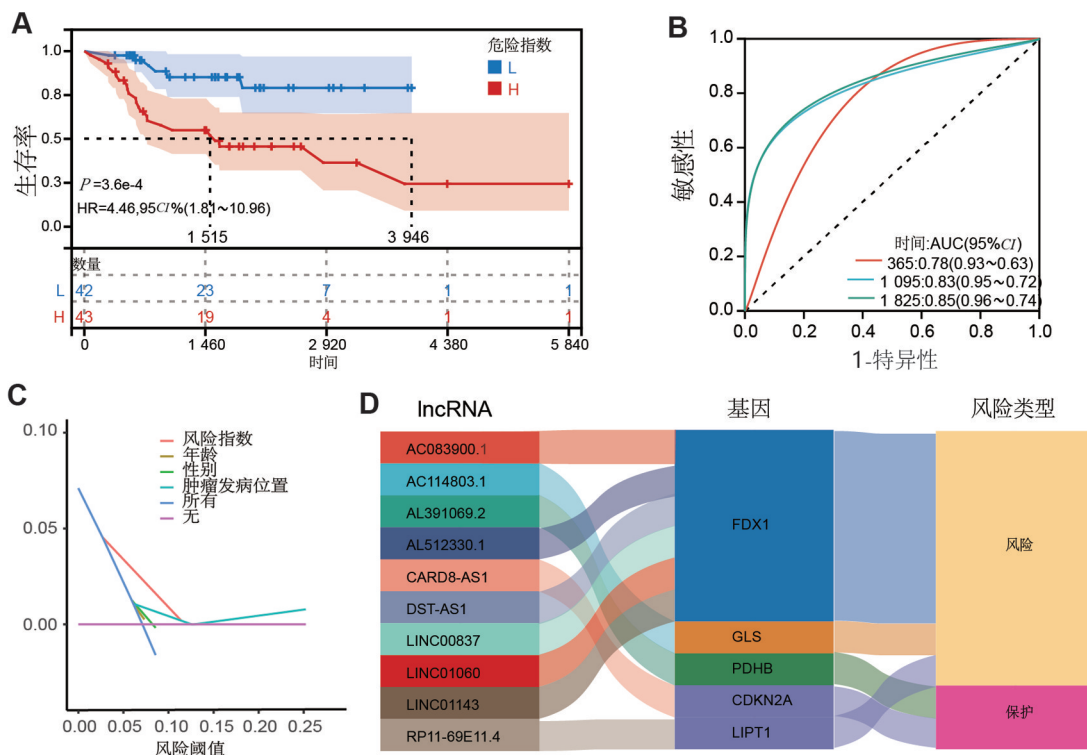 A
危险指数
L
H
1.0
0.8
0.5
0.3
0.0
生存率
P=3.6e-4
HR=4.46,95CI%(1.81~10.96)
1 515
3 946
数量
L 42 23 7 1 1
H 43 19 4 1 1
0 1 460 2 920 4 380 5 840
时间
B
1.0
0.8
0.6
0.4
0.2
0.0
敏感性
时间:AUC(95%CI)
365:0.78(0.93~0.63)
1 095:0.83(0.95~0.72)
1 825:0.85(0.96~0.74)
0.0 0.2 0.4 0.6 0.8 1.0
1-特异性
C
0.10
0.05
0.00
风险指数
年龄
性别
肿瘤发病位置
所有
无
0.00 0.05 0.10 0.15 0.20 0.25
风险阈值
D
lncRNA 基因 风险类型
AC083900.1
AC114803.1
AL391069.2
AL512330.1
CARD8-AS1
DST-AS1
LINC00837
LINC01060
LINC01143
RP11-69E11.4
FDX1
GLS
PDHB
CDKN2A
LIPT1
风险
保护